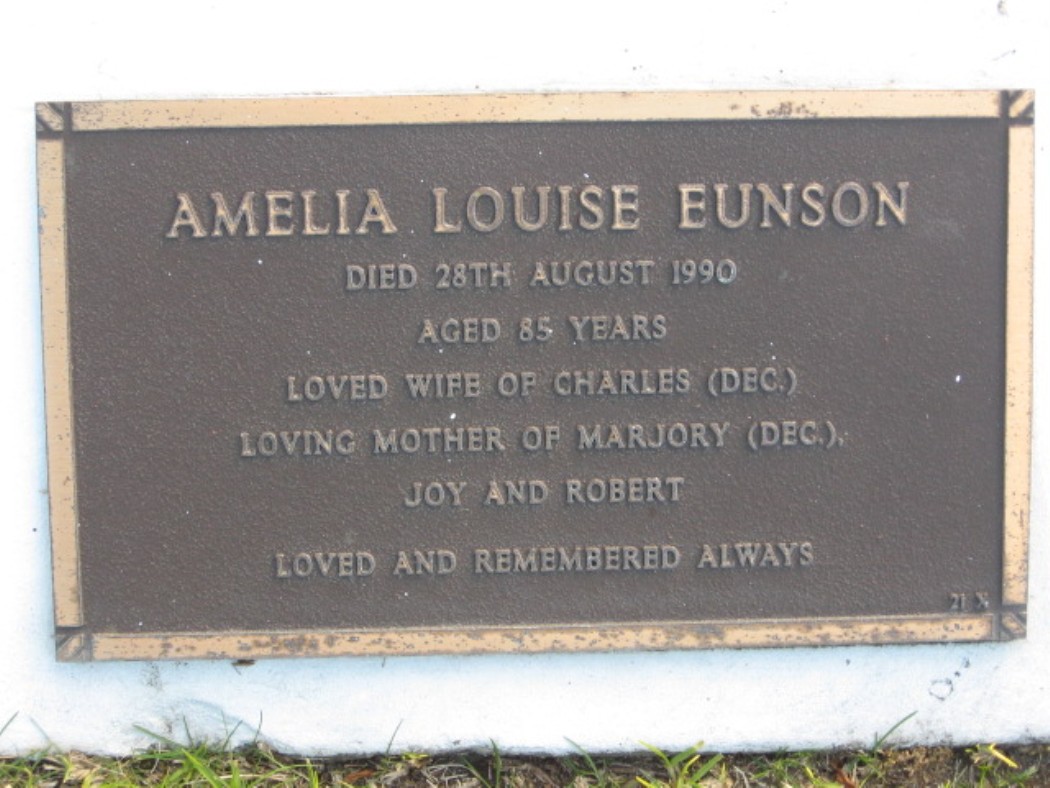 AMELIA LOUISE EUNSON
DIED 28TH AUGUST 1990
AGED 85 YEARS
LOVED WIFE OF CHARLES (DEC.)
LOVING MOTHER OF MARJORY (DEC.),
JOY AND ROBERT
LOVED AND REMEMBERED ALWAYS
21 X